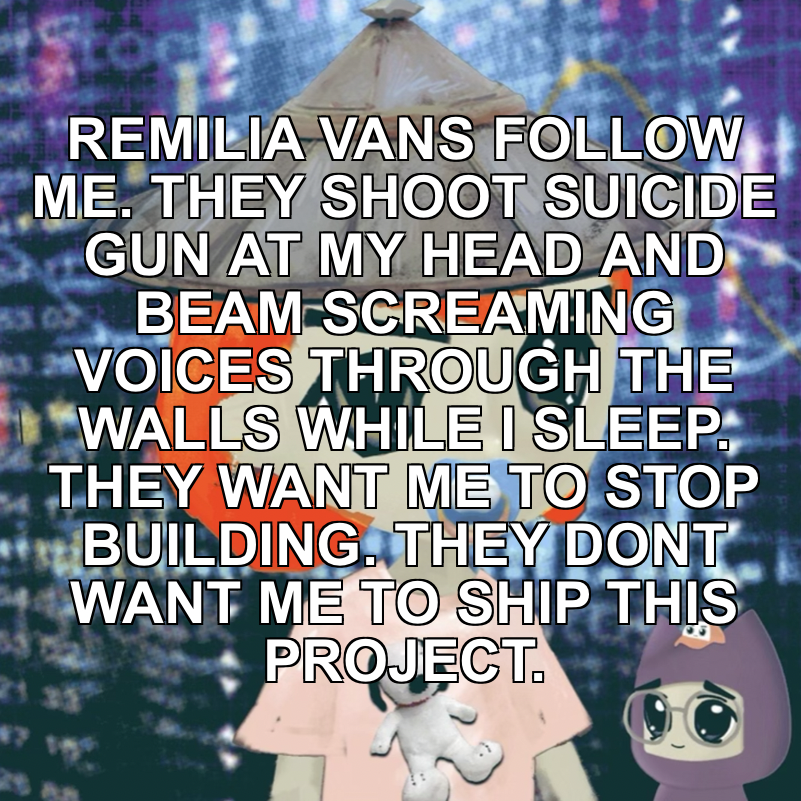 REMILIA VANS FOLLOW
ME. THEY SHOOT SUICIDE
GUN AT MY HEAD AND
BEAM SCREAMING
VOICES THROUGH THE
WALLS WHILE I SLEEP.
THEY WANT ME TO STOP
BUILDING. THEY DONT
WANT ME TO SHIP THIS
PROJECT.